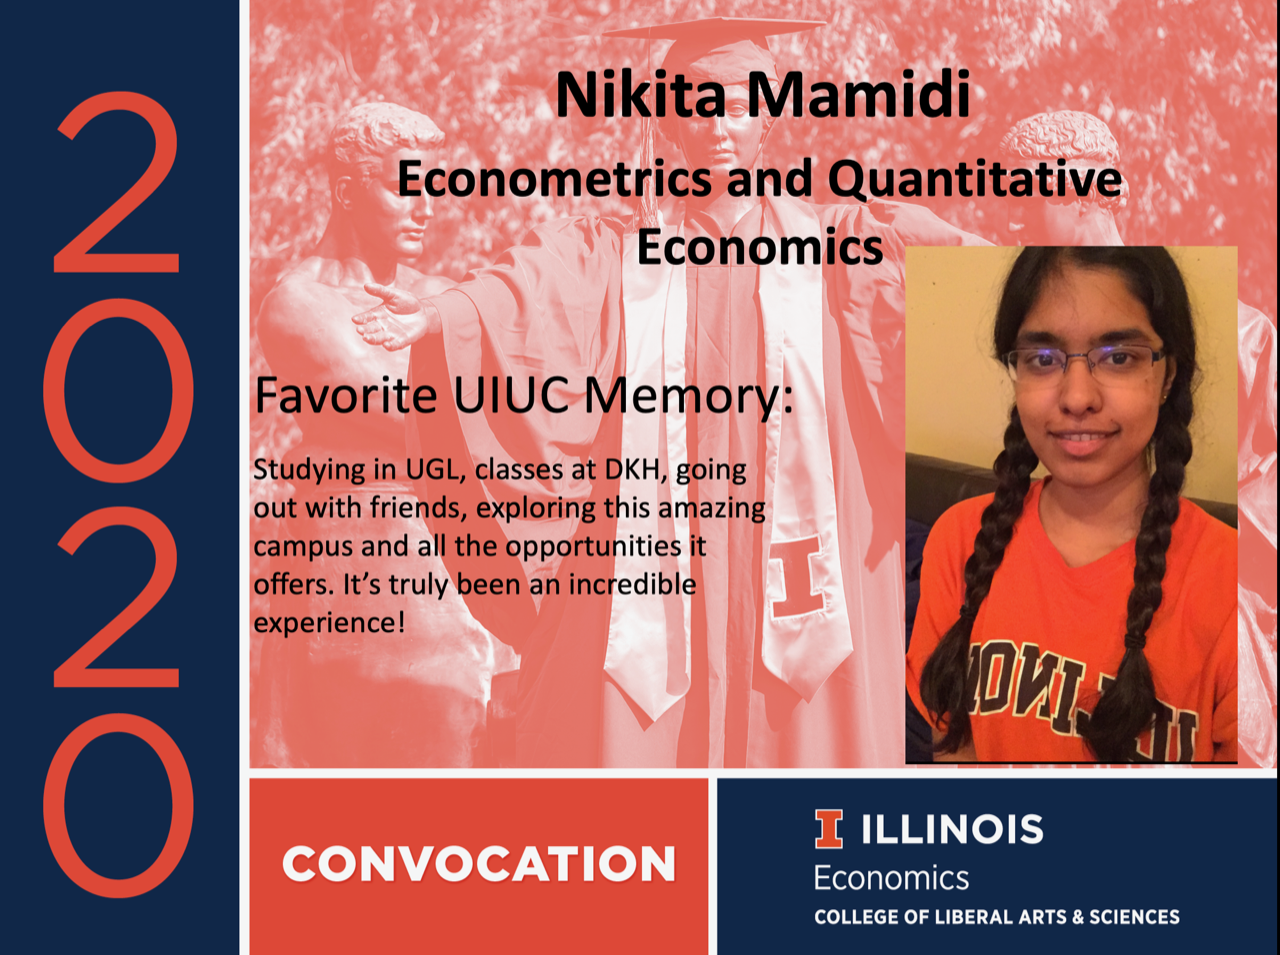 2020
Nikita Mamidi
Econometrics and Quantitative
Economics
Favorite UIUC Memory:
Studying in UGL, classes at DKH, going
out with friends, exploring this amazing
campus and all the opportunities it
offers. It’s truly been an incredible
experience!
I
ILLINOIS
CONVOCATION
I ILLINOIS
Economics
COLLEGE OF LIBERAL ARTS & SCIENCES